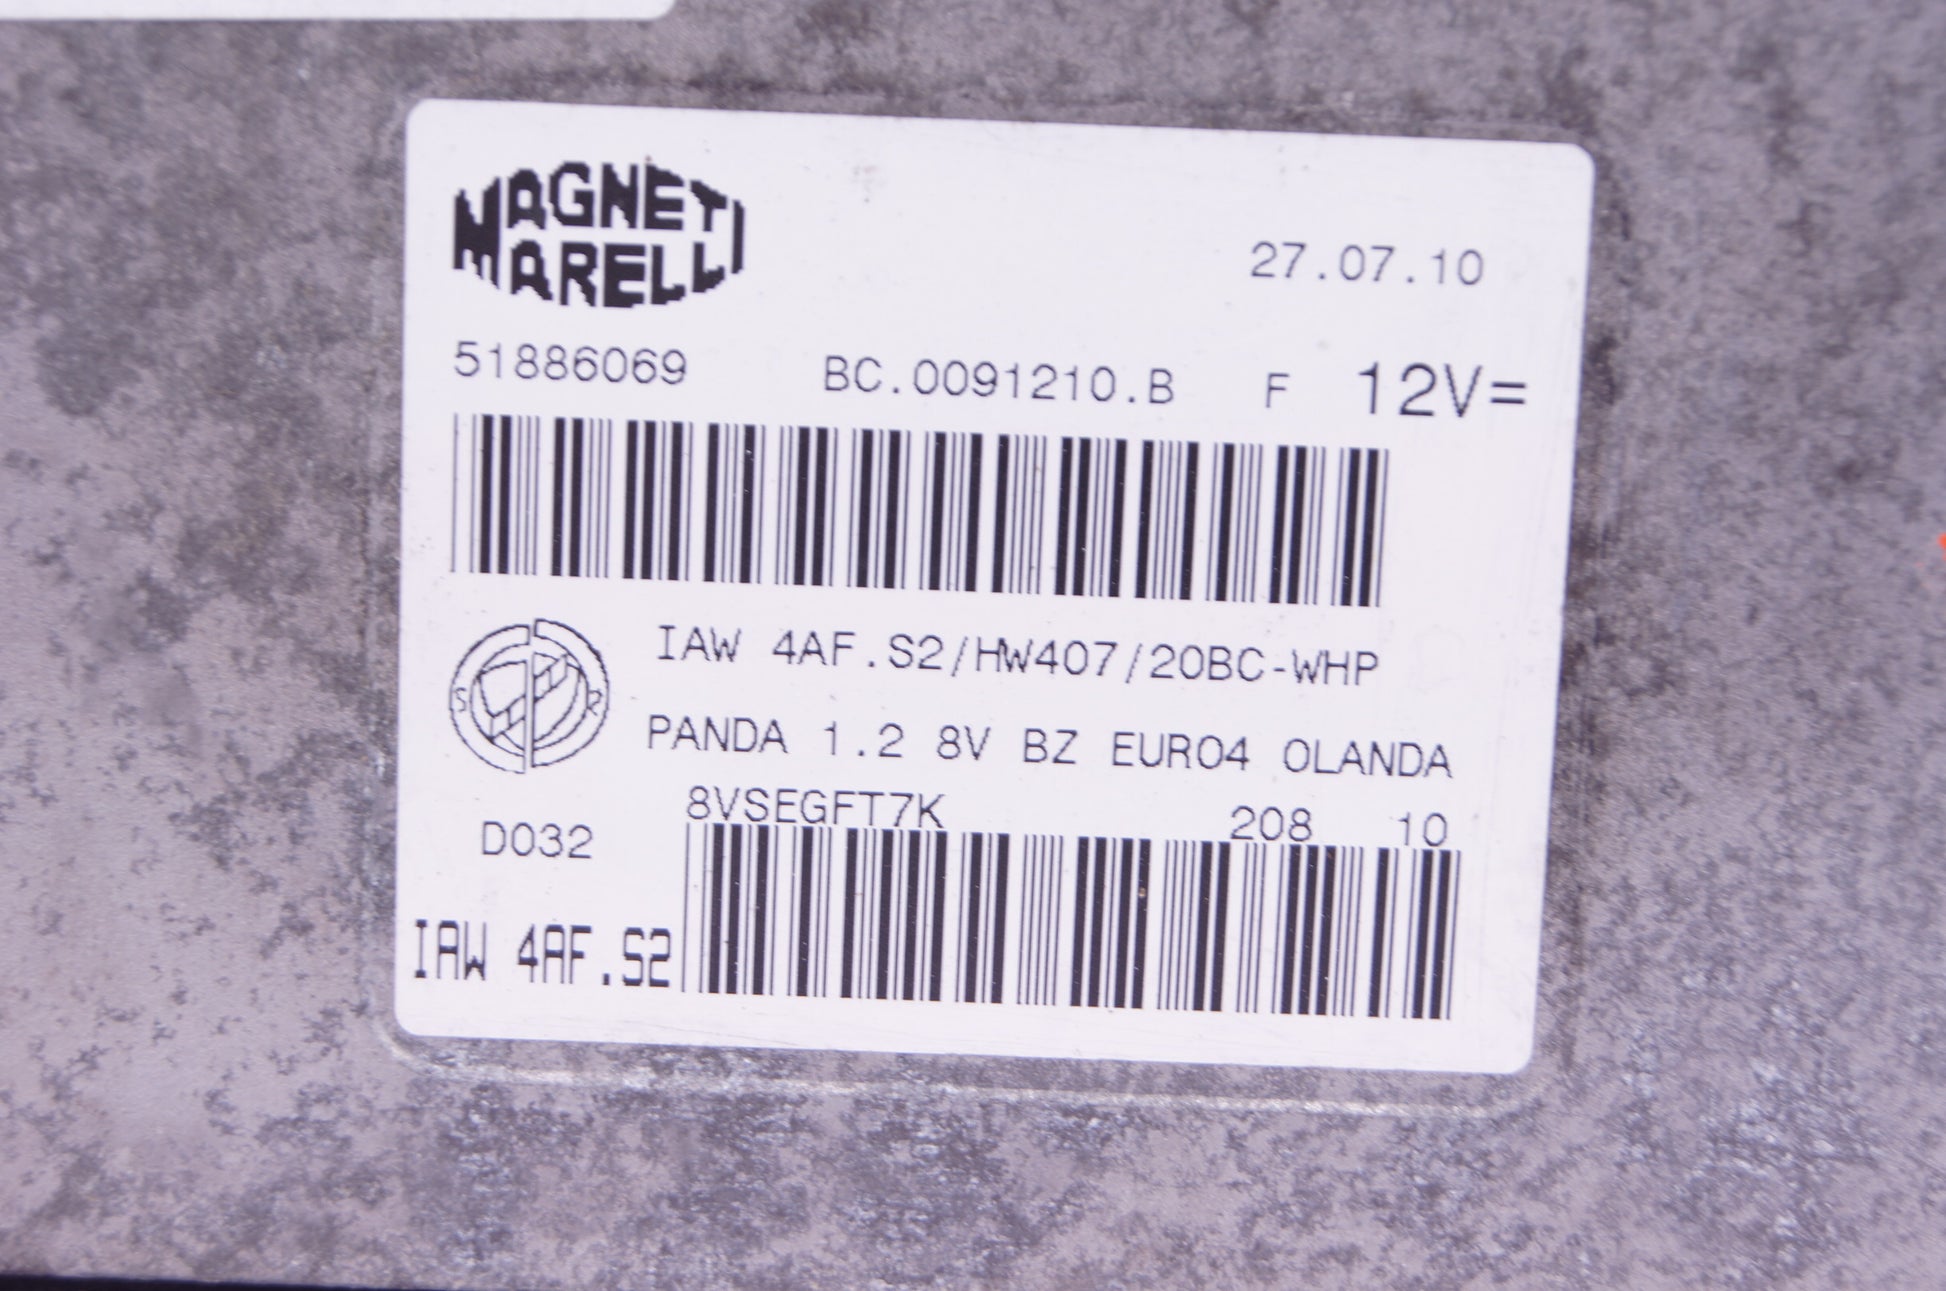 MAGNETI
MARELLI
27.07.10
51886069 BC.0091210.B F 12V=
IAW 4AF.S2/HW407/20BC-WHP
S R
PANDA 1.2 8V BZ EURO4 OLANDA
8VSEGFT7K 208 10
D032
IAW 4AF.S2